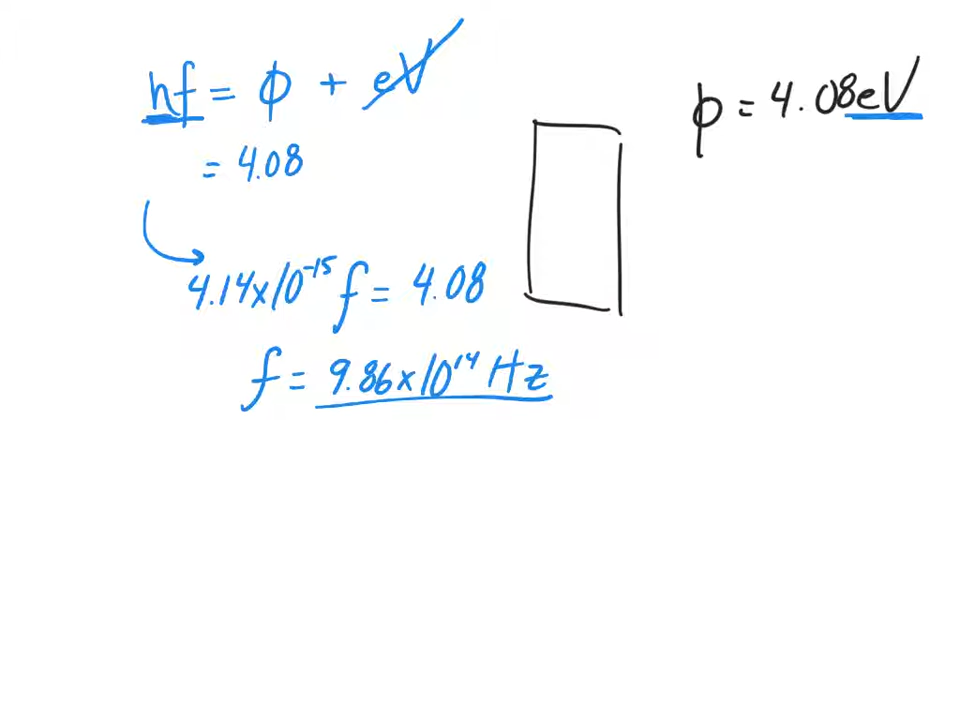 hf = ϕ + eV
= 4.08
4.14x10⁻¹⁵ f = 4.08
f = 9.86x10¹⁴ Hz
ϕ = 4.08eV